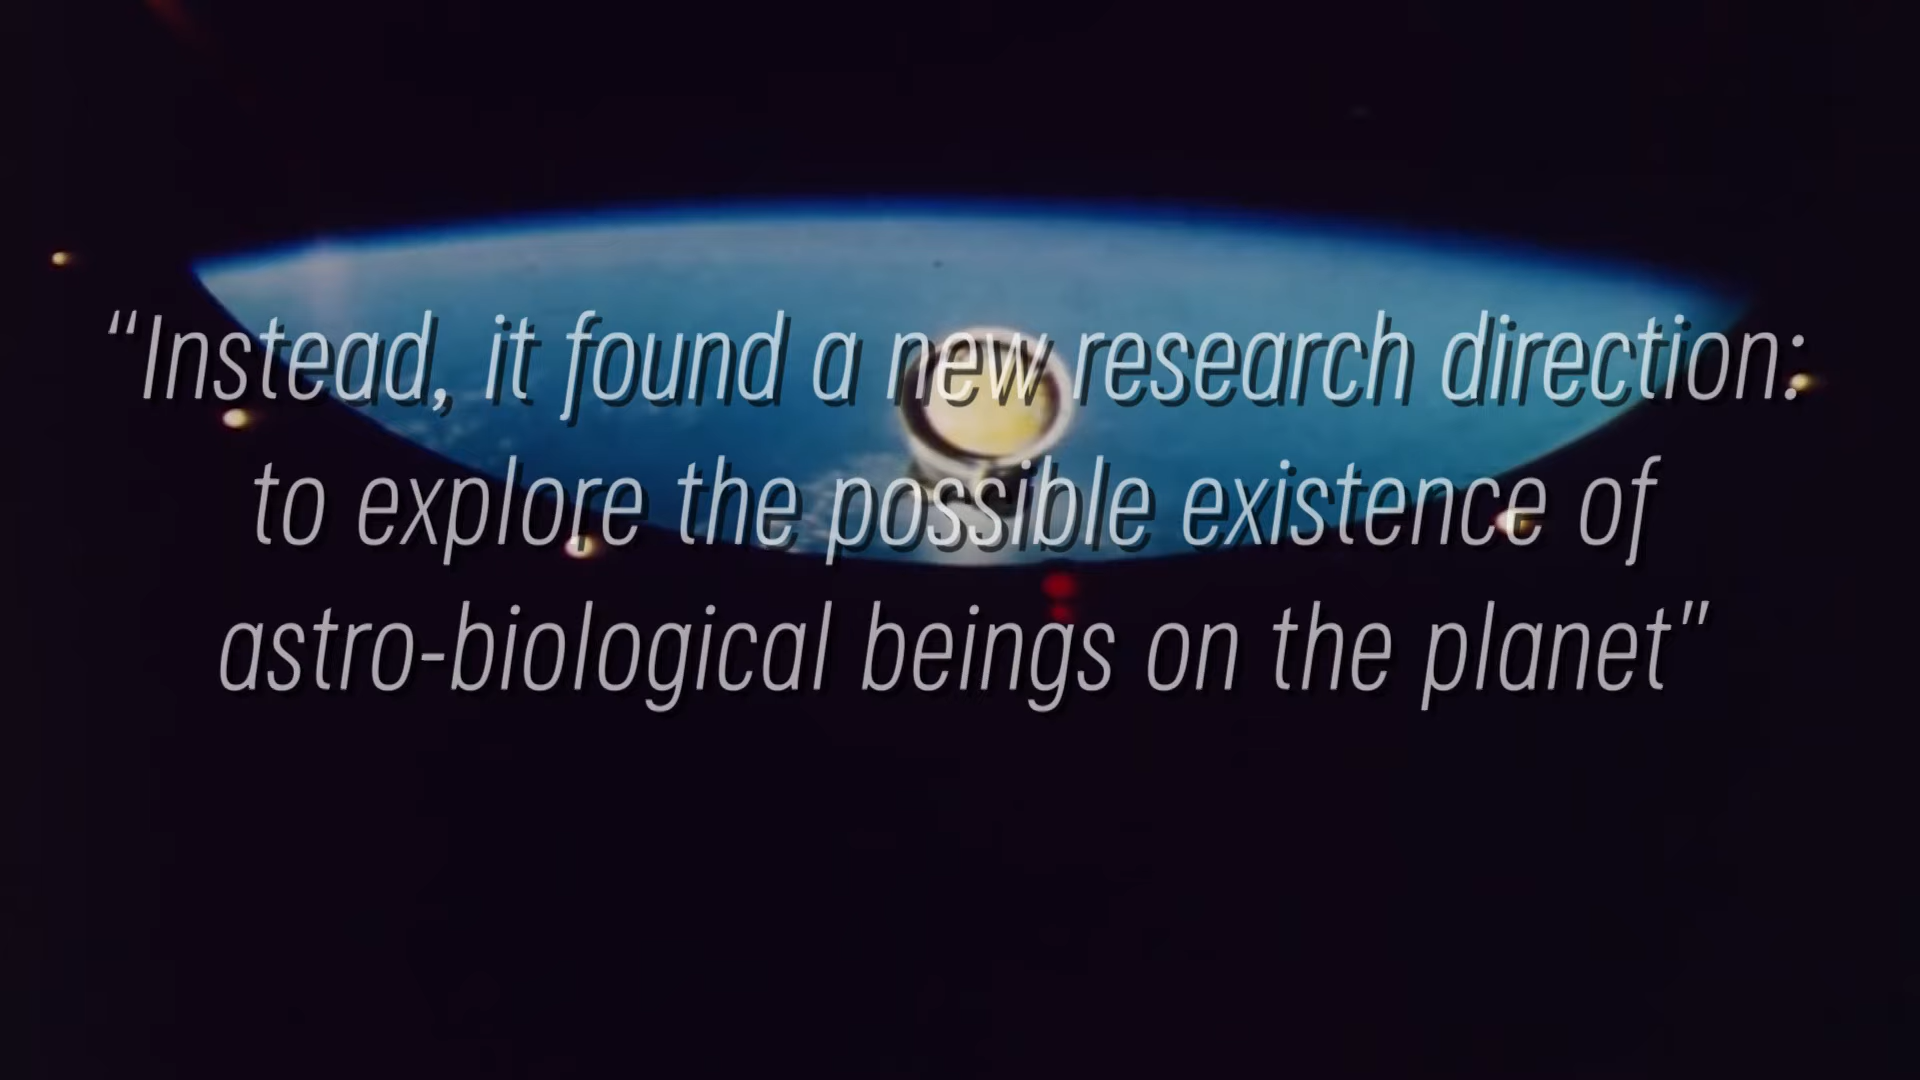 “Instead, it found a new research direction:
to explore the possible existence of
astro-biological beings on the planet”